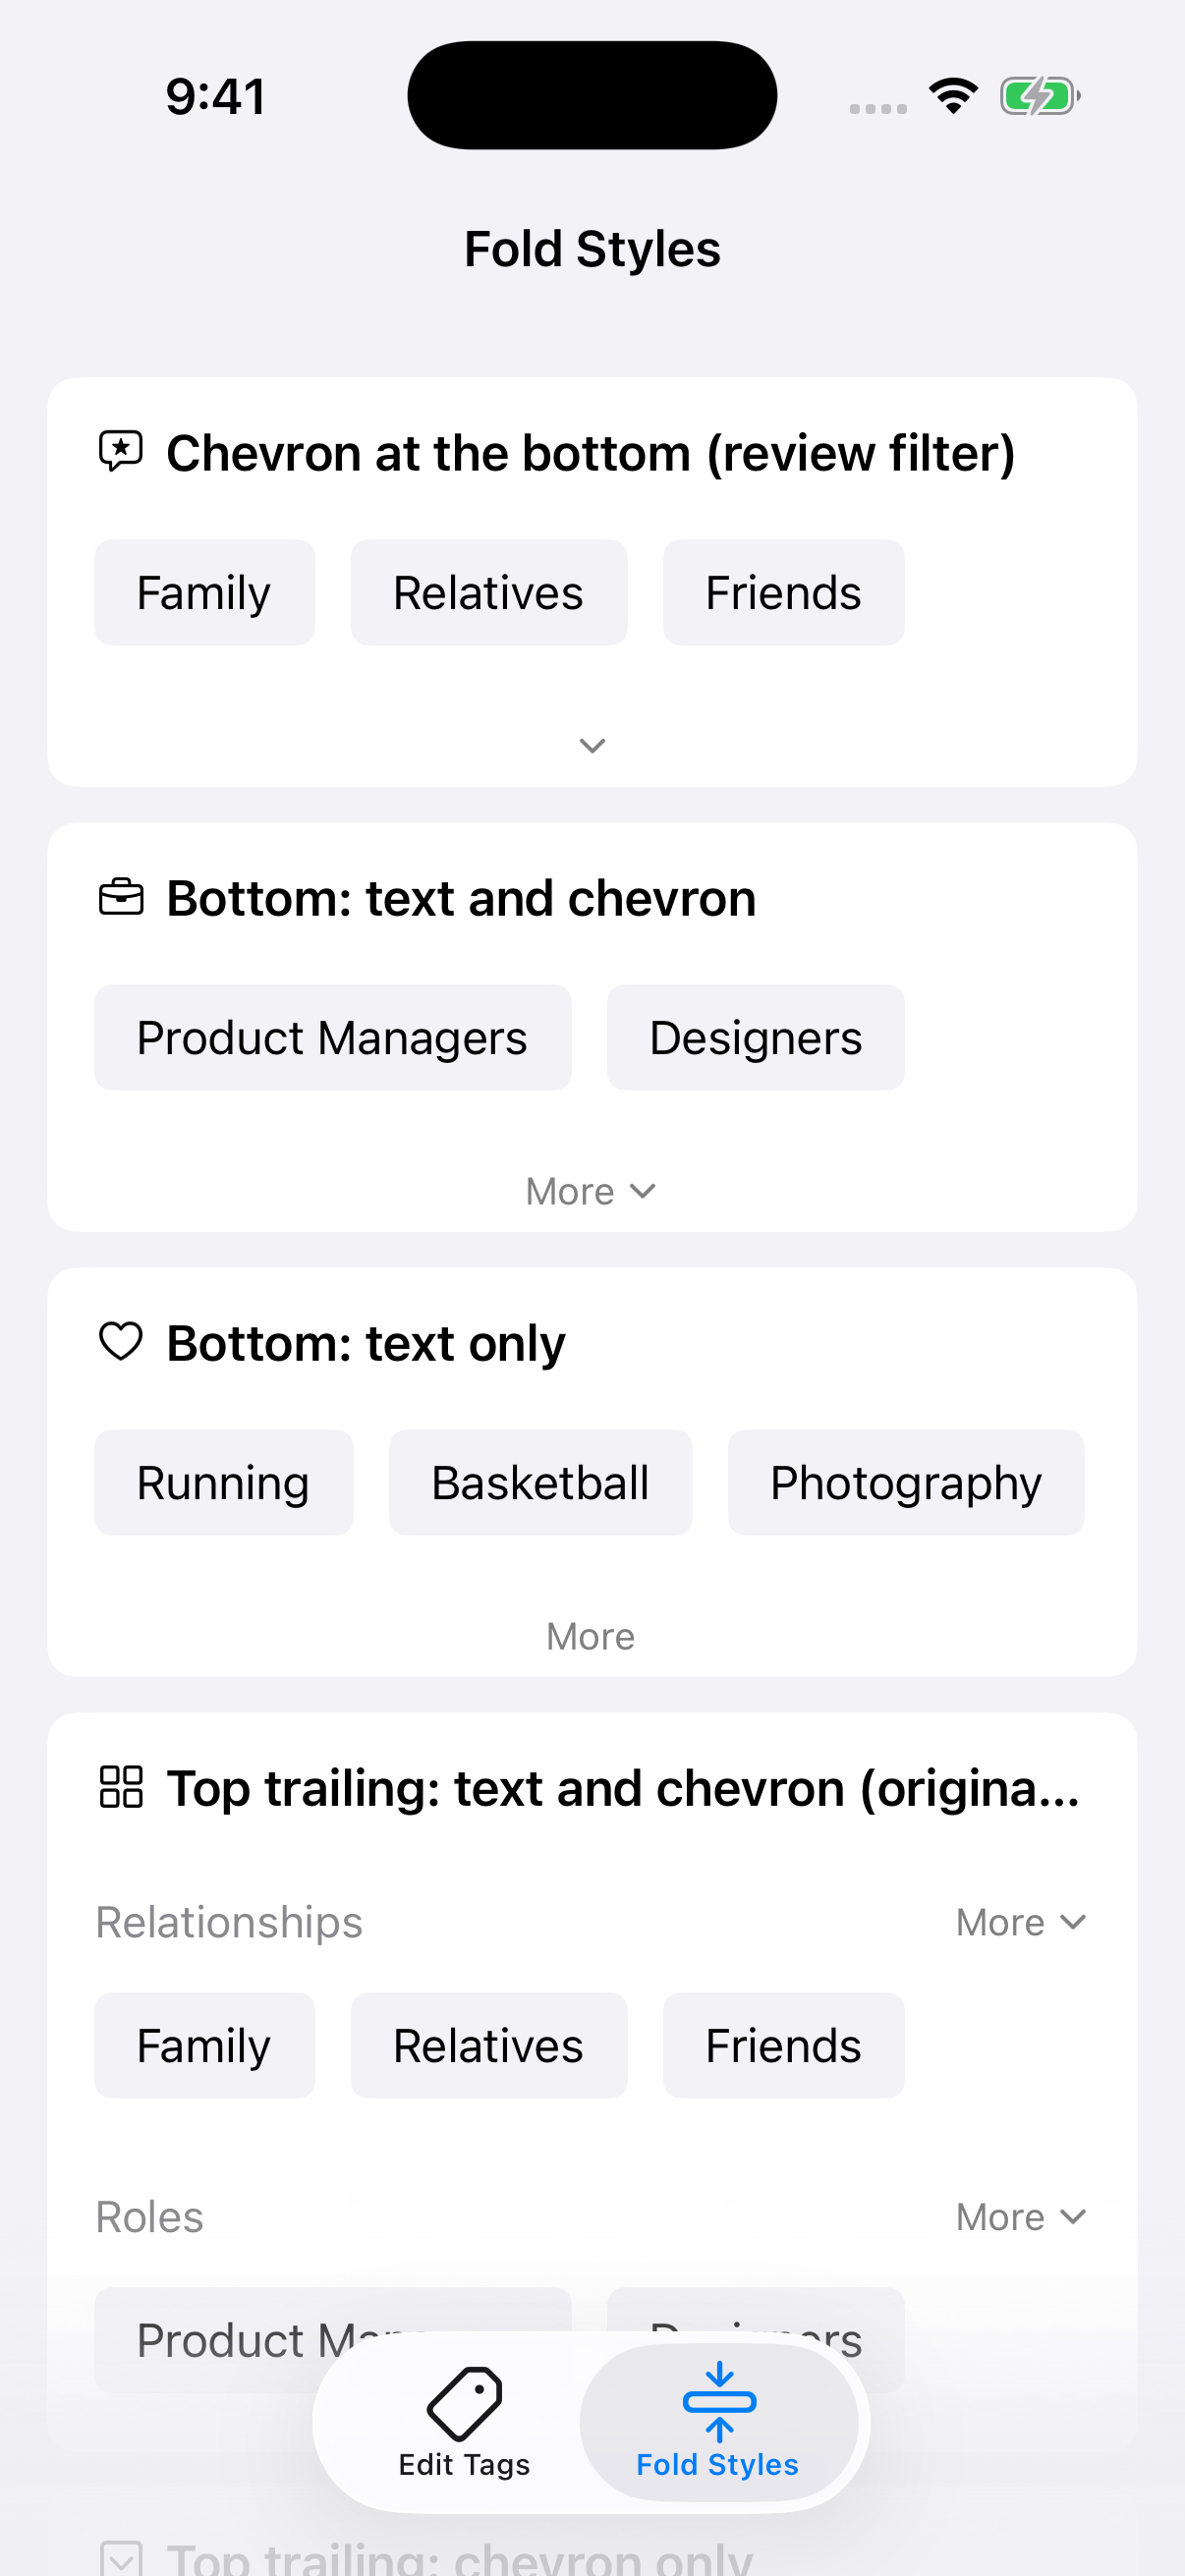 9:41
Fold Styles
Chevron at the bottom (review filter)
Family Relatives Friends
Bottom: text and chevron
Product Managers Designers
More
Bottom: text only
Running Basketball Photography
More
Top trailing: text and chevron (origina...
Relationships More
Family Relatives Friends
Roles More
Product
Edit Tags Fold Styles
Top trailing: chevron only